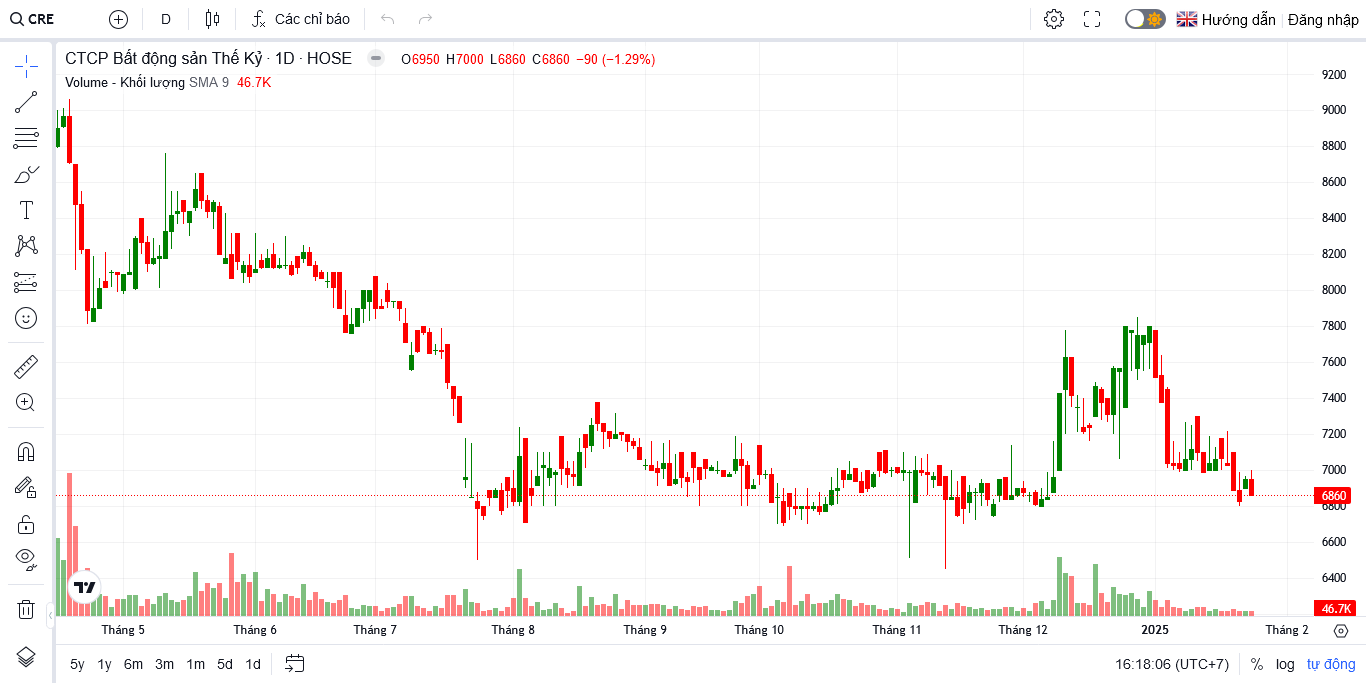 CRE D Các chỉ báo Hướng dẫn Đăng nhập
CTCP Bất động sản Thế Kỷ · 1D · HOSE O6950 H7000 L6860 C6860 −90 (−1.29%)
Volume - Khối lượng SMA 9 46.7K
9200
9000
8800
8600
8400
8200
8000
7800
7600
7400
7200
7000
6860
6800
6600
6400
46.7K
Tháng 5 Tháng 6 Tháng 7 Tháng 8 Tháng 9 Tháng 10 Tháng 11 Tháng 12 2025 Tháng 2
5y 1y 6m 3m 1m 5d 1d 16:18:06 (UTC+7) % log tự động